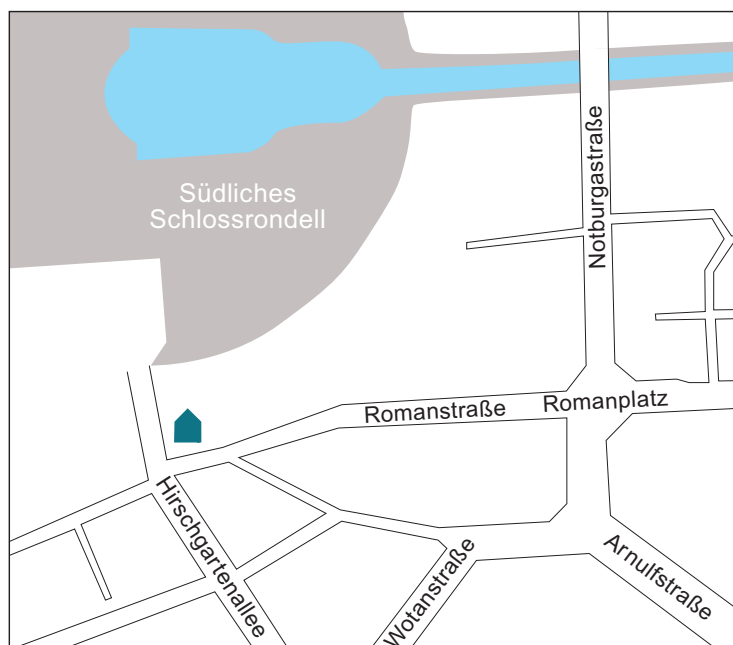 Südliches
Schlossrondell
Notburgastraße
Romanstraße
Romanplatz
Hirschgartenallee
Wotanstraße
Arnulfstraße